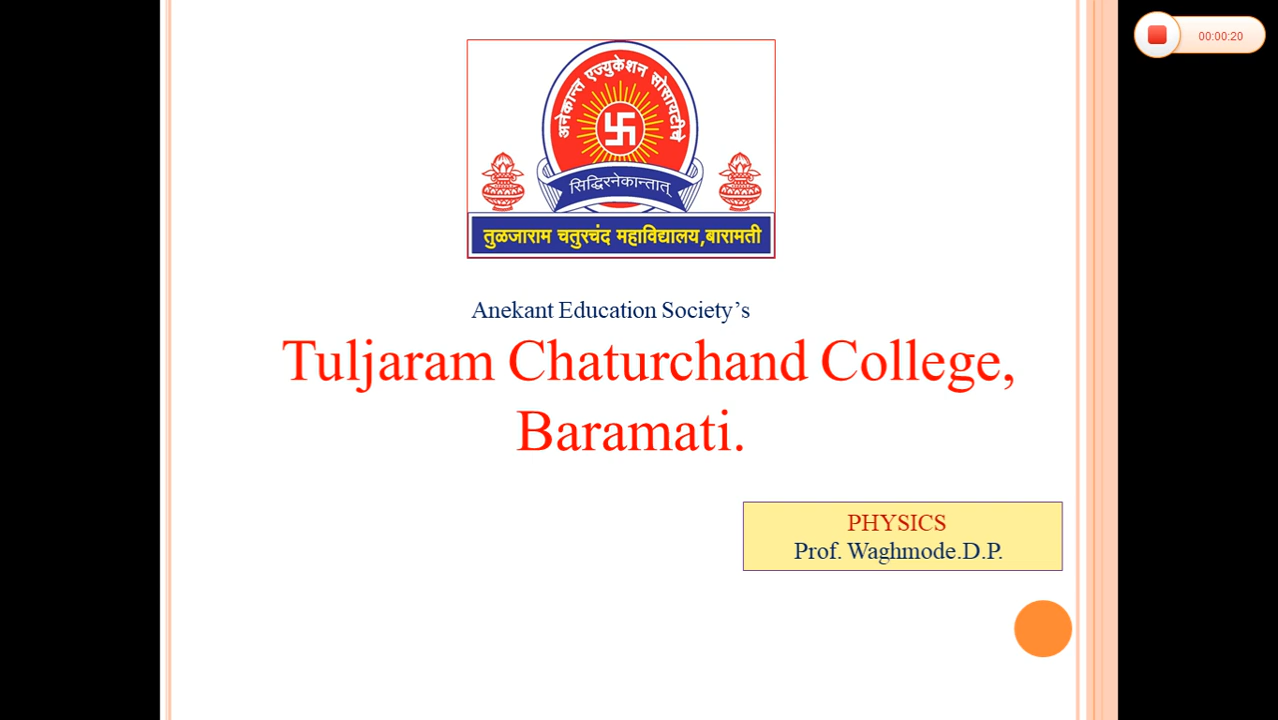 00:00:20
अनेकान्त एज्युकेशन सोसायटीचे
सिद्धिरनेकान्तात्
तुळजाराम चतुरचंद महाविद्यालय,बारामती
Anekant Education Society’s
Tuljaram Chaturchand College,
Baramati.
PHYSICS
Prof. Waghmode.D.P.